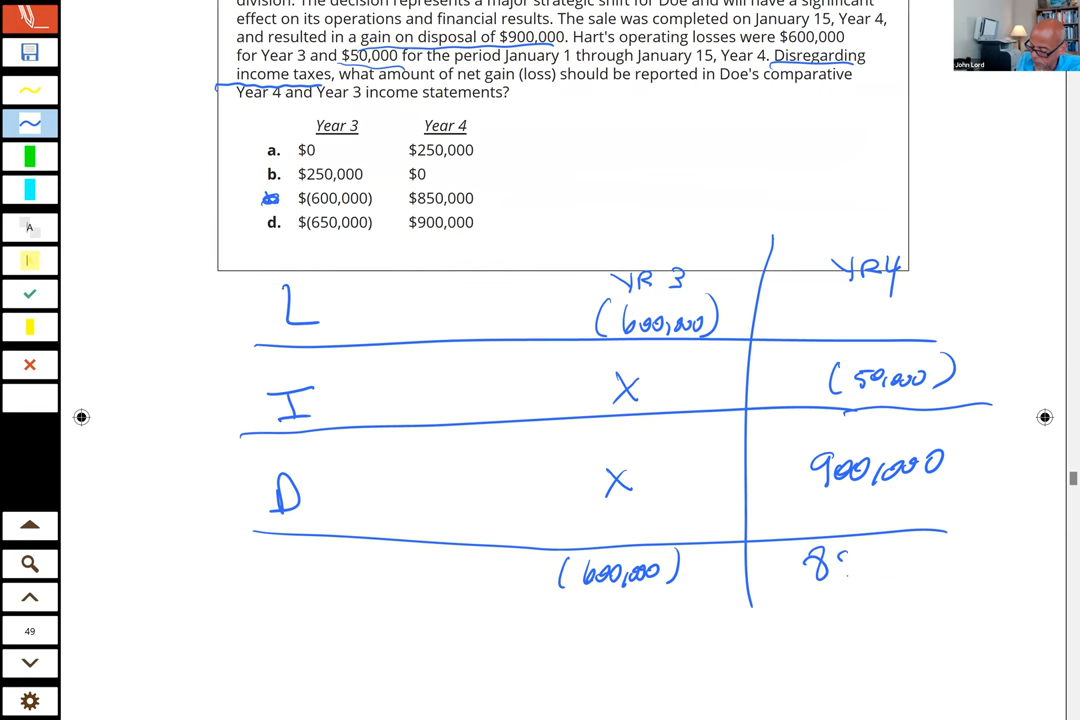 division. The decision represents a major strategic shift for Doe and will have a significant
effect on its operations and financial results. The sale was completed on January 15, Year 4,
and resulted in a gain on disposal of $900,000. Hart's operating losses were $600,000
for Year 3 and $50,000 for the period January 1 through January 15, Year 4. Disregarding
income taxes, what amount of net gain (loss) should be reported in Doe's comparative
Year 4 and Year 3 income statements?
Year 3 Year 4
a. $0 $250,000
b. $250,000 $0
$(600,000) $850,000
d. $(650,000) $900,000
YR 3 YR4
L (600,000)
I X (50,000)
D X 900,000
(600,000) 8
John Lord
A
49